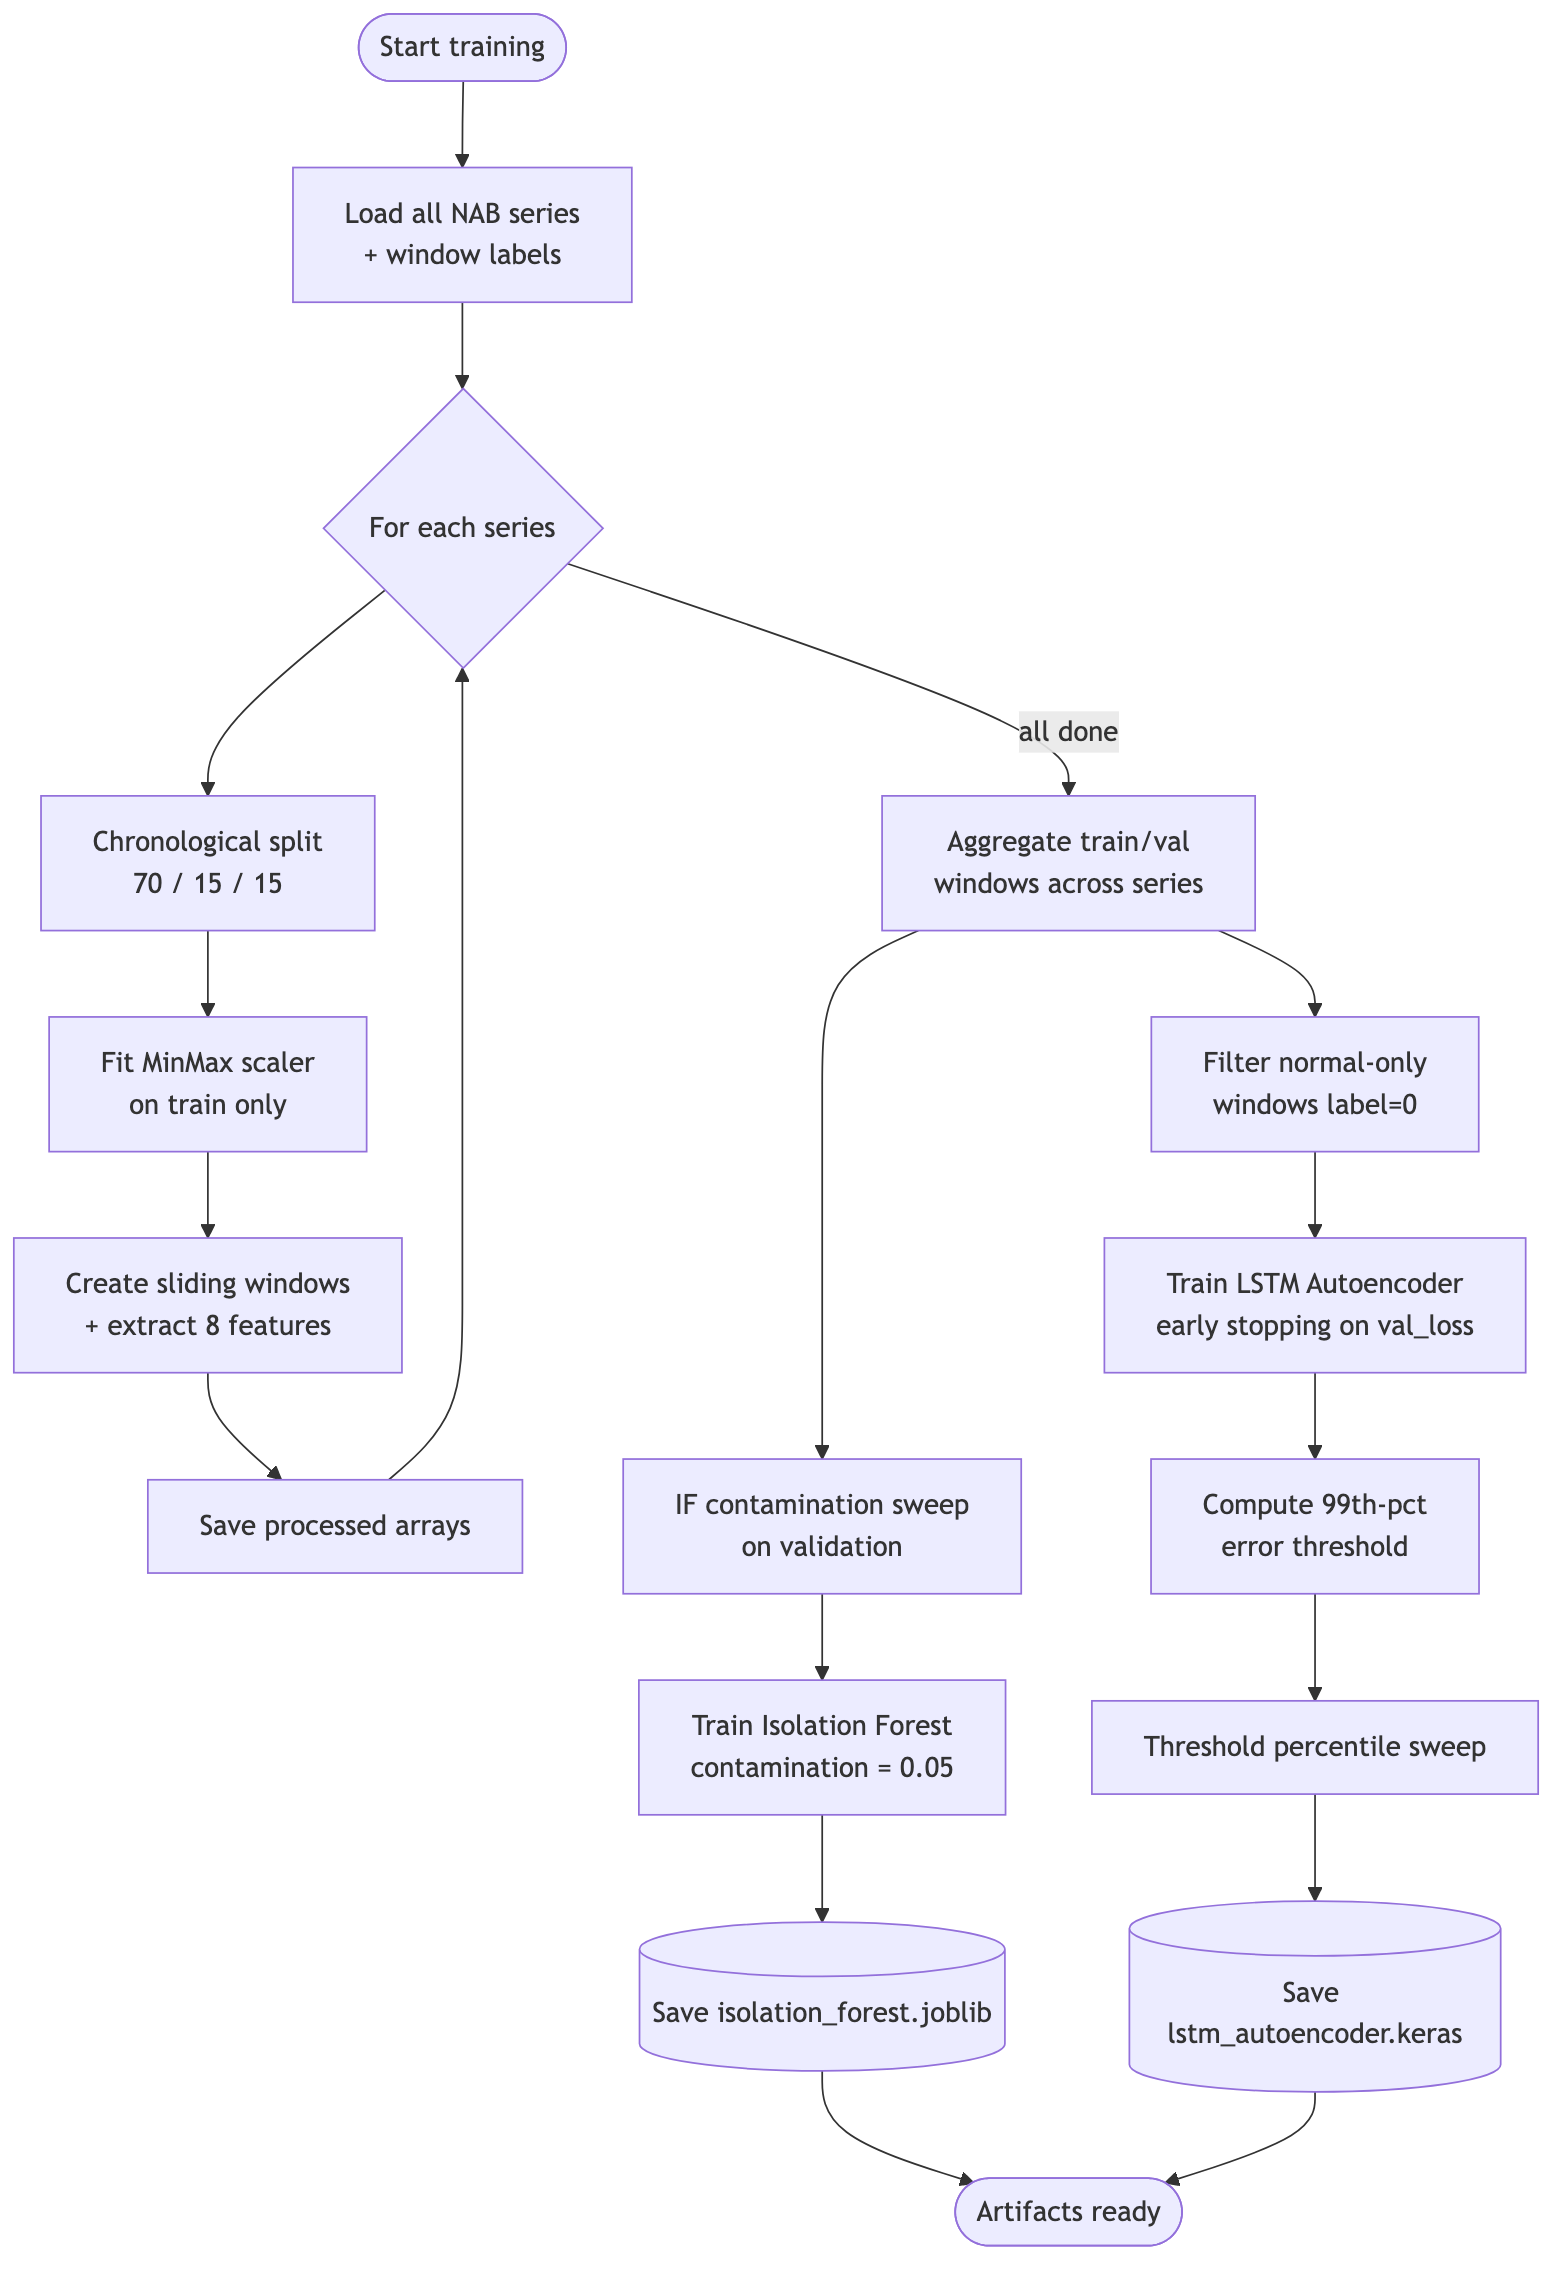 Start training
Load all NAB series
+ window labels
For each series
all done
Chronological split
70 / 15 / 15
Aggregate train/val
windows across series
Fit MinMax scaler
on train only
Filter normal-only
windows label=0
Create sliding windows
+ extract 8 features
Train LSTM Autoencoder
early stopping on val_loss
Save processed arrays
IF contamination sweep
on validation
Compute 99th-pct
error threshold
Train Isolation Forest
contamination = 0.05
Threshold percentile sweep
Save isolation_forest.joblib
Save
lstm_autoencoder.keras
Artifacts ready